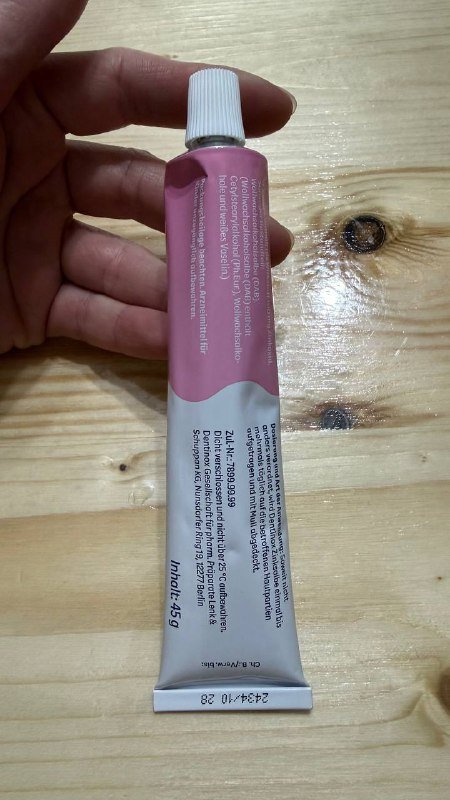 Wollwachsalkoholsalbe (DAB).
(Wollwachsalkoholsalbe (DAB) enthält
Cetylstearylalkohol (Ph.Eur.), Wollwachsalko-
hole und weißes Vaselin.)
Packungsbeilage beachten. Arzneimittel für
Kinder unzugänglich aufbewahren.
Dosierung und Art der Anwendung: Soweit nicht
anders verordnet, wird Dentinox Zinksalbe einmal bis
mehrmals täglich auf die betroffenen Hautpartien
aufgetragen und mit Mull abgedeckt.
Zul.-Nr.: 7899.99.99
Dicht verschlossen und nicht über 25 °C aufbewahren.
Dentinox Gesellschaft für pharm. Präparate Lenk &
Schuppan KG, Nunsdorfer Ring 19, 12277 Berlin
Inhalt: 45 g
Ch. B.:/Verw. bis:
2434/10 28